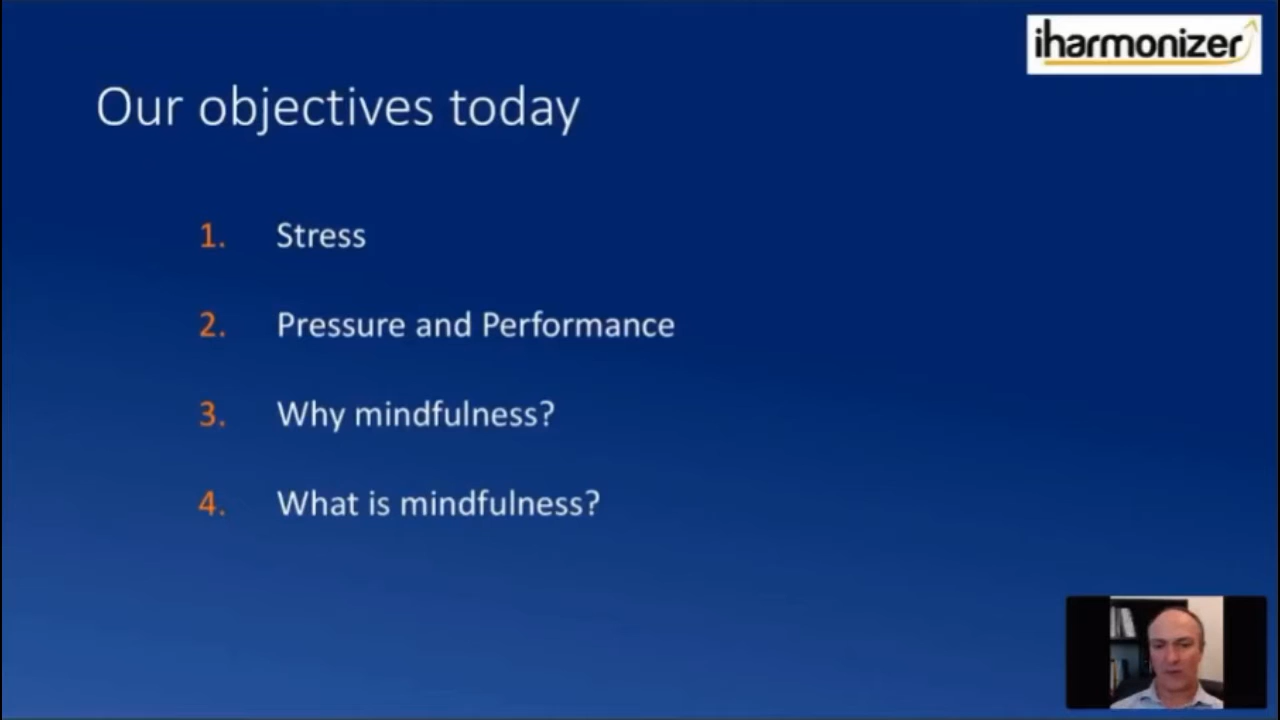 iharmonizer
Our objectives today
1. Stress
2. Pressure and Performance
3. Why mindfulness?
4. What is mindfulness?